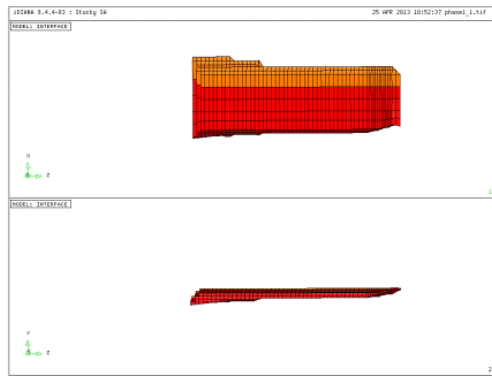 iDIANA 9.4.4-03 : Stucky SA
25 APR 2013 10:52:37 phase1_1.tif
MODEL: INTERFACE
X
Z
1
MODEL: INTERFACE
Y
X
Z
2